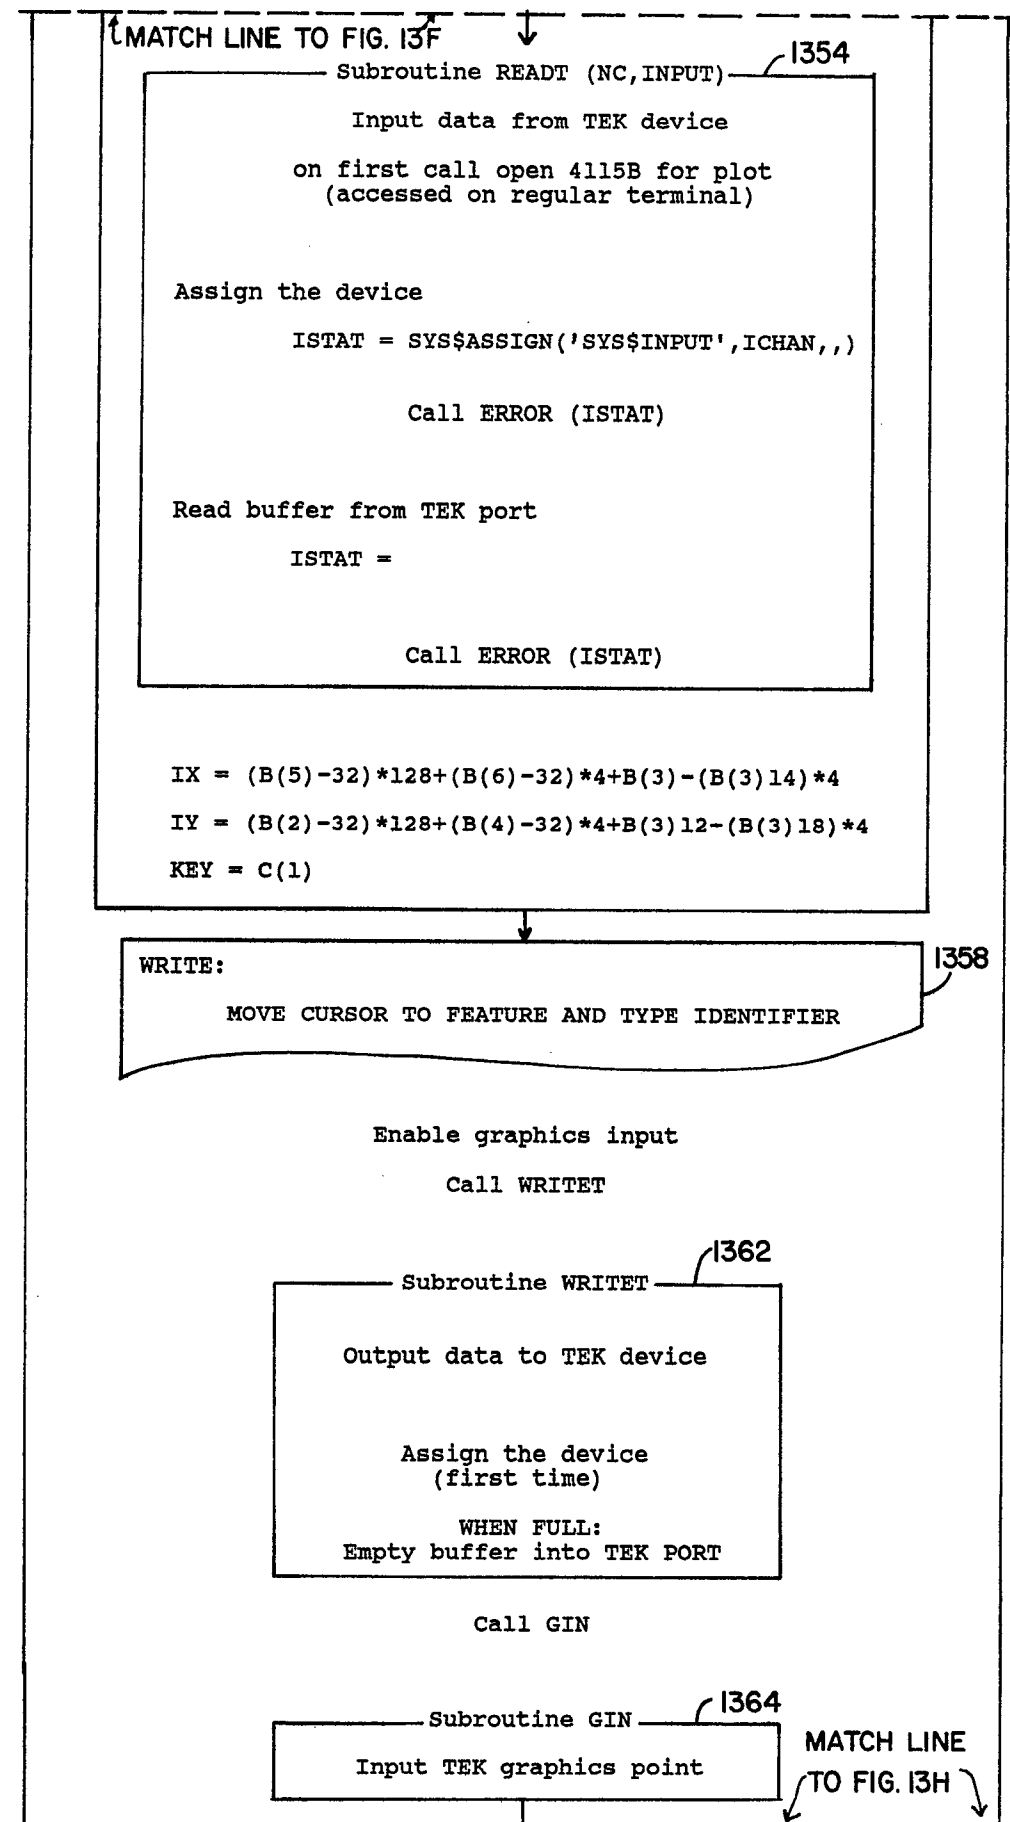 MATCH LINE TO FIG. 13F
1354
Subroutine READT (NC,INPUT)
Input data from TEK device
on first call open 4115B for plot
(accessed on regular terminal)
Assign the device
ISTAT = SYS$ASSIGN('SYS$INPUT',ICHAN,,)
Call ERROR (ISTAT)
Read buffer from TEK port
ISTAT =
Call ERROR (ISTAT)
IX = (B(5)-32)*128+(B(6)-32)*4+B(3)-(B(3)14)*4
IY = (B(2)-32)*128+(B(4)-32)*4+B(3)12-(B(3)18)*4
KEY = C(1)
1358
WRITE:
MOVE CURSOR TO FEATURE AND TYPE IDENTIFIER
Enable graphics input
Call WRITET
1362
Subroutine WRITET
Output data to TEK device
Assign the device
(first time)
WHEN FULL:
Empty buffer into TEK PORT
Call GIN
1364
Subroutine GIN
Input TEK graphics point
MATCH LINE
TO FIG. 13H